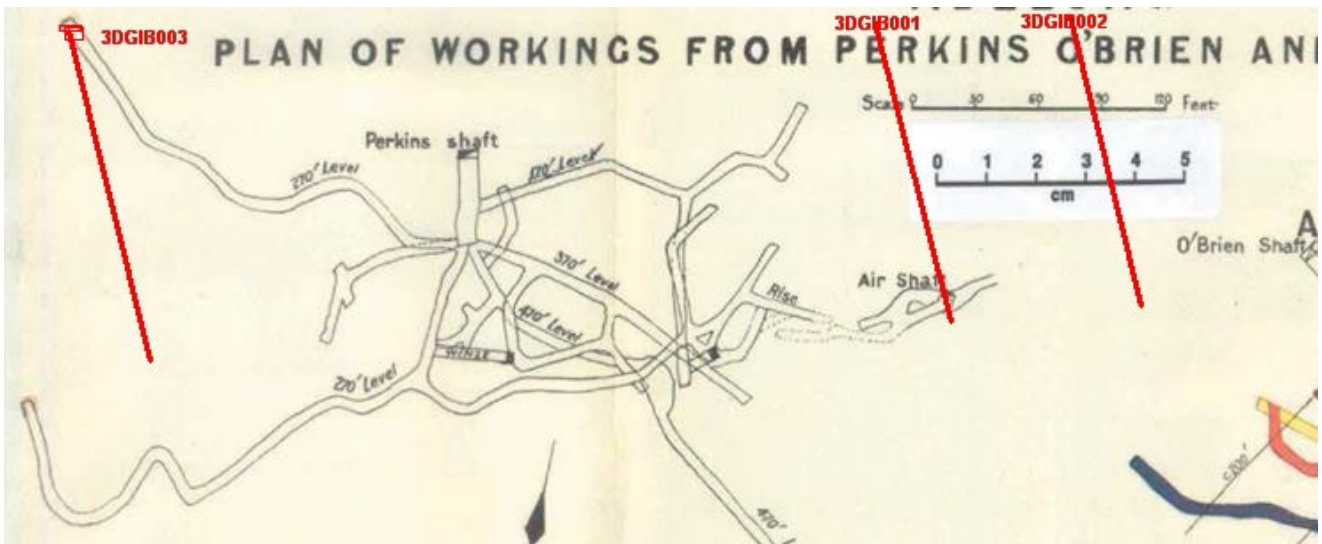 3DGIB003
3DGIB001
3DGIB002
PLAN OF WORKINGS FROM PERKINS O'BRIEN AND
Scale 0 30 60 90 120 Feet
0 1 2 3 4 5
cm
Perkins shaft
170' Level
270' Level
O'Brien Shaft
A
370' Level
Air Shaft
Rise
470' Level
WINZE
270' Level
470'